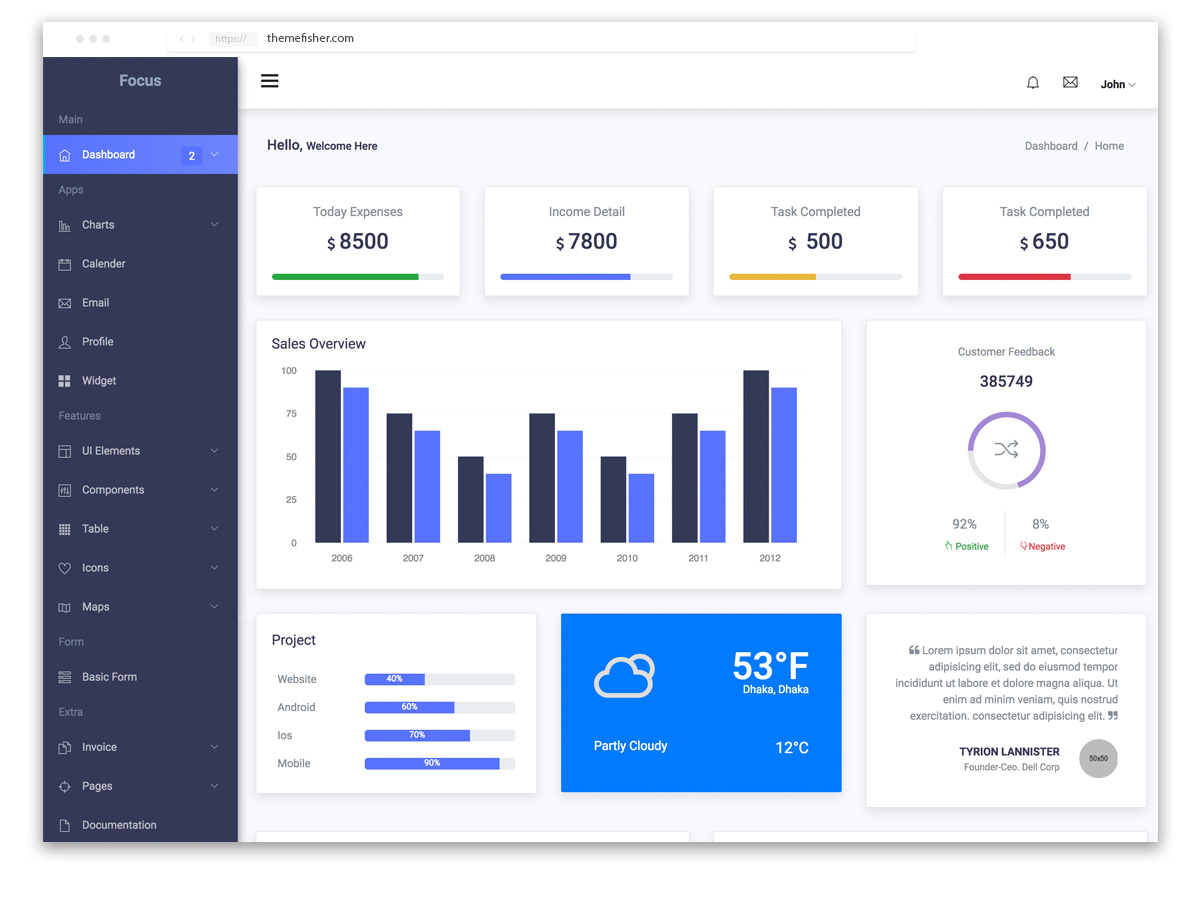 https://
themefisher.com
Focus
Main
Dashboard 2
Apps
Charts
Calender
Email
Profile
Widget
Features
UI Elements
Components
Table
Icons
Maps
Form
Basic Form
Extra
Invoice
Pages
Documentation
John
Hello, Welcome Here
Dashboard / Home
Today Expenses
$ 8500
Income Detail
$ 7800
Task Completed
$ 500
Task Completed
$ 650
Sales Overview
100
75
50
25
0
2006 2007 2008 2009 2010 2011 2012
Customer Feedback
385749
92%
Positive
8%
Negative
Project
Website 40%
Android 60%
Ios 70%
Mobile 90%
53°F
Dhaka, Dhaka
Partly Cloudy 12°C
❝ Lorem ipsum dolor sit amet, consectetur
adipisicing elit, sed do eiusmod tempor
incididunt ut labore et dolore magna aliqua. Ut
enim ad minim veniam, quis nostrud
exercitation. consectetur adipisicing elit. ❞
TYRION LANNISTER
Founder-Ceo. Dell Corp
50x50